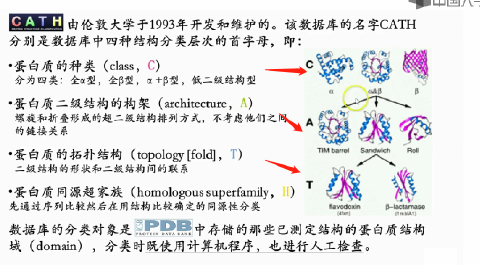 CATH 由伦敦大学于1993年开发和维护的。该数据库的名字CATH
分别是数据库中四种结构分类层次的首字母，即：
•蛋白质的种类（class，C）
分为四类：全α型，全β型，α+β型，低二级结构型
•蛋白质二级结构的构架（architecture，A）
螺旋和折叠形成的超二级结构排列方式，不考虑他们之间
的链接关系
•蛋白质的拓扑结构（topology [fold]，T）
二级结构的形状和二级结构间的联系
•蛋白质同源超家族（homologous superfamily，H）
先通过序列比较然后在用结构比较确定的同源性分类
数据库的分类对象是 PDB 中存储的那些已测定结构的蛋白质结构
PROTEIN DATA BANK
域（domain），分类时既使用计算机程序，也进行人工检查。
C
α α&β β
A
TIM barrel Sandwich Roll
T
flavodoxin β-lactamase